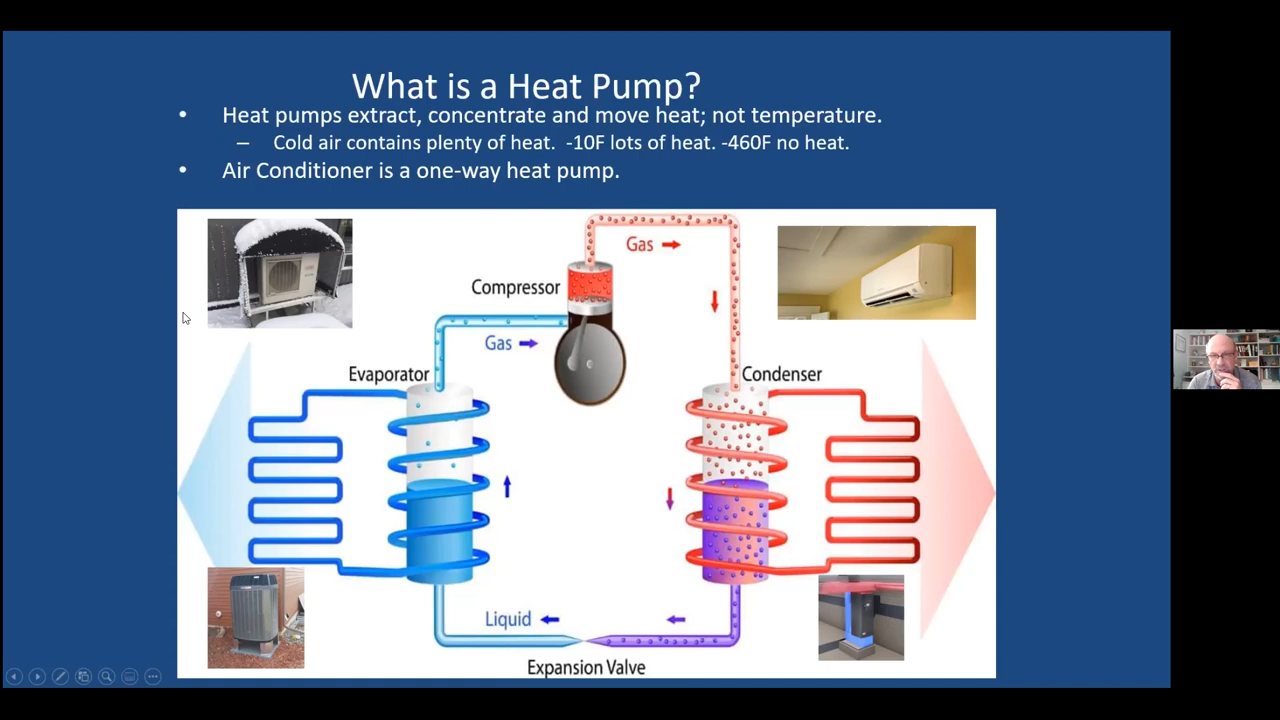 What is a Heat Pump?
• Heat pumps extract, concentrate and move heat; not temperature.
– Cold air contains plenty of heat.  -10F lots of heat. -460F no heat.
• Air Conditioner is a one-way heat pump.
Gas
Compressor
Gas
Evaporator
Condenser
Liquid
Expansion Valve